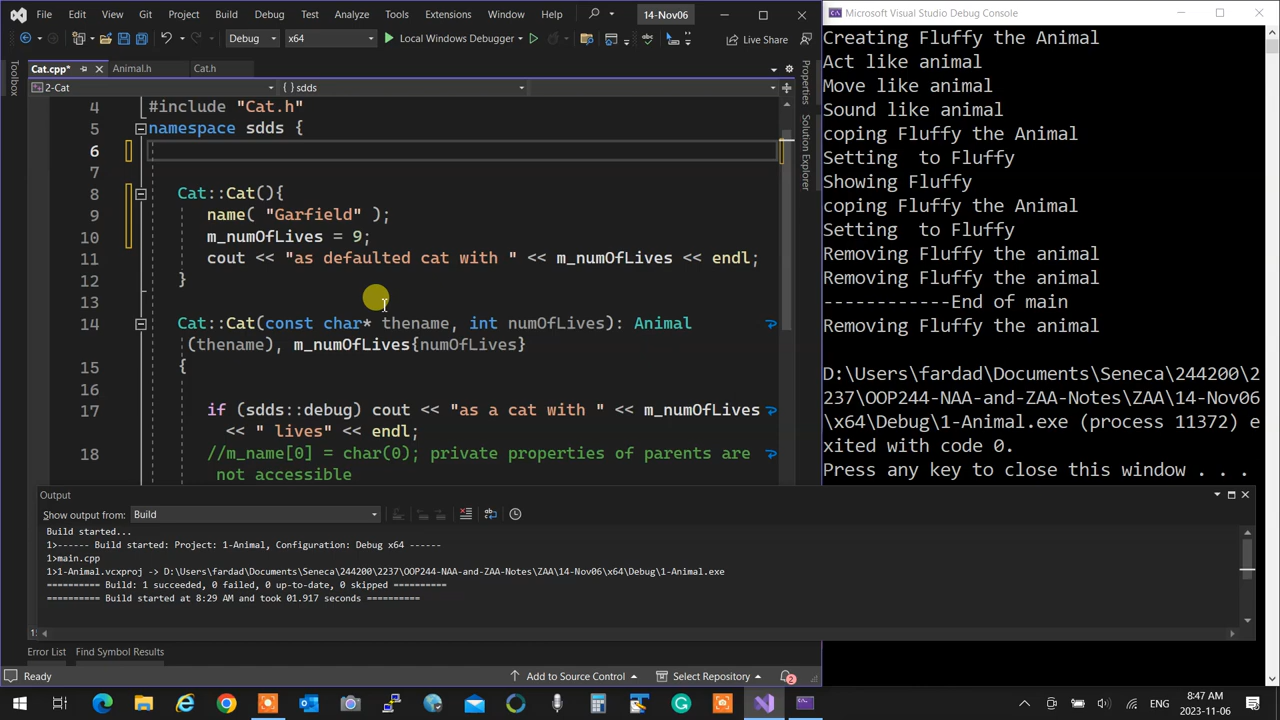 File Edit View Git Project Build Debug Test Analyze Tools Extensions Window Help 14-Nov06
Debug x64 Local Windows Debugger Live Share
Cat.cpp* Animal.h Cat.h
2-Cat {} sdds
Toolbox
4 #include "Cat.h"
5 namespace sdds {
6
7
8 Cat::Cat(){
9 name( "Garfield" );
10 m_numOfLives = 9;
11 cout << "as defaulted cat with " << m_numOfLives << endl;
12 }
13
14 Cat::Cat(const char* thename, int numOfLives): Animal
(thename), m_numOfLives{numOfLives}
15 {
16
17 if (sdds::debug) cout << "as a cat with " << m_numOfLives
<< " lives" << endl;
18 //m_name[0] = char(0); private properties of parents are
not accessible
Properties
Solution Explorer
Output
Show output from: Build
Build started...
1>------ Build started: Project: 1-Animal, Configuration: Debug x64 ------
1>main.cpp
1>1-Animal.vcxproj -> D:\Users\fardad\Documents\Seneca\244200\2237\OOP244-NAA-and-ZAA-Notes\ZAA\14-Nov06\x64\Debug\1-Animal.exe
========== Build: 1 succeeded, 0 failed, 0 up-to-date, 0 skipped ==========
========== Build started at 8:29 AM and took 01.917 seconds ==========
Error List Find Symbol Results
Ready Add to Source Control Select Repository 2
Microsoft Visual Studio Debug Console
Creating Fluffy the Animal
Act like animal
Move like animal
Sound like animal
coping Fluffy the Animal
Setting  to Fluffy
Showing Fluffy
coping Fluffy the Animal
Setting  to Fluffy
Removing Fluffy the animal
Removing Fluffy the animal
------------End of main
Removing Fluffy the animal
D:\Users\fardad\Documents\Seneca\244200\2
237\OOP244-NAA-and-ZAA-Notes\ZAA\14-Nov06
\x64\Debug\1-Animal.exe (process 11372) e
xited with code 0.
Press any key to close this window . . .
ENG
8:47 AM
2023-11-06